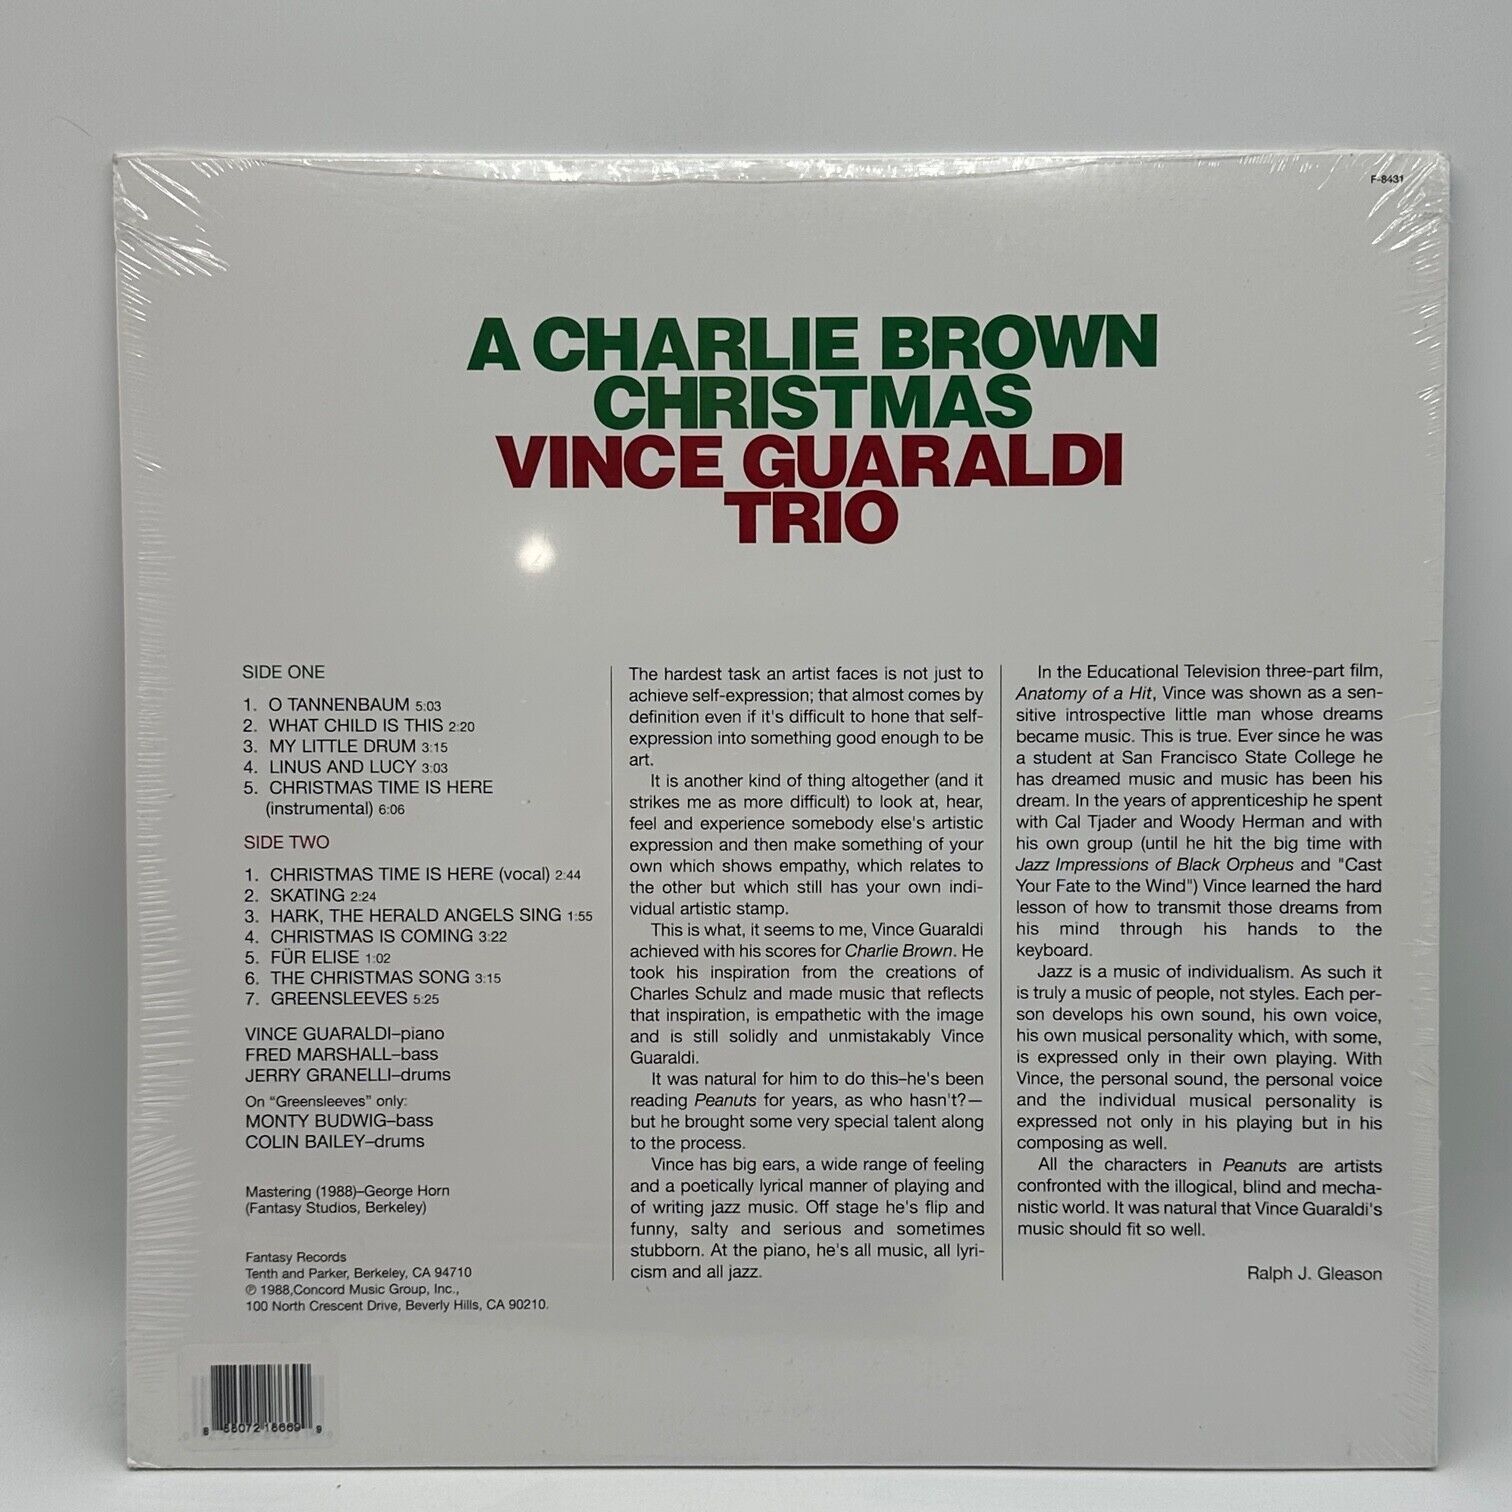 F-8431
A CHARLIE BROWN
CHRISTMAS
VINCE GUARALDI
TRIO
SIDE ONE
1. O TANNENBAUM 5:03
2. WHAT CHILD IS THIS 2:20
3. MY LITTLE DRUM 3:15
4. LINUS AND LUCY 3:03
5. CHRISTMAS TIME IS HERE
(instrumental) 6:06
SIDE TWO
1. CHRISTMAS TIME IS HERE (vocal) 2:44
2. SKATING 2:24
3. HARK, THE HERALD ANGELS SING 1:55
4. CHRISTMAS IS COMING 3:22
5. FÜR ELISE 1:02
6. THE CHRISTMAS SONG 3:15
7. GREENSLEEVES 5:25
VINCE GUARALDI–piano
FRED MARSHALL–bass
JERRY GRANELLI–drums
On "Greensleeves" only:
MONTY BUDWIG–bass
COLIN BAILEY–drums
Mastering (1988)–George Horn
(Fantasy Studios, Berkeley)
Fantasy Records
Tenth and Parker, Berkeley, CA 94710
℗ 1988,Concord Music Group, Inc.,
100 North Crescent Drive, Beverly Hills, CA 90210.
8 88072 18669 9
The hardest task an artist faces is not just to
achieve self-expression; that almost comes by
definition even if it's difficult to hone that self-
expression into something good enough to be
art.
It is another kind of thing altogether (and it
strikes me as more difficult) to look at, hear,
feel and experience somebody else's artistic
expression and then make something of your
own which shows empathy, which relates to
the other but which still has your own indi-
vidual artistic stamp.
This is what, it seems to me, Vince Guaraldi
achieved with his scores for Charlie Brown. He
took his inspiration from the creations of
Charles Schulz and made music that reflects
that inspiration, is empathetic with the image
and is still solidly and unmistakably Vince
Guaraldi.
It was natural for him to do this–he's been
reading Peanuts for years, as who hasn't?—
but he brought some very special talent along
to the process.
Vince has big ears, a wide range of feeling
and a poetically lyrical manner of playing and
of writing jazz music. Off stage he's flip and
funny, salty and serious and sometimes
stubborn. At the piano, he's all music, all lyri-
cism and all jazz.
In the Educational Television three-part film,
Anatomy of a Hit, Vince was shown as a sen-
sitive introspective little man whose dreams
became music. This is true. Ever since he was
a student at San Francisco State College he
has dreamed music and music has been his
dream. In the years of apprenticeship he spent
with Cal Tjader and Woody Herman and with
his own group (until he hit the big time with
Jazz Impressions of Black Orpheus and "Cast
Your Fate to the Wind") Vince learned the hard
lesson of how to transmit those dreams from
his mind through his hands to the
keyboard.
Jazz is a music of individualism. As such it
is truly a music of people, not styles. Each per-
son develops his own sound, his own voice,
his own musical personality which, with some,
is expressed only in their own playing. With
Vince, the personal sound, the personal voice
and the individual musical personality is
expressed not only in his playing but in his
composing as well.
All the characters in Peanuts are artists
confronted with the illogical, blind and mecha-
nistic world. It was natural that Vince Guaraldi's
music should fit so well.
Ralph J. Gleason